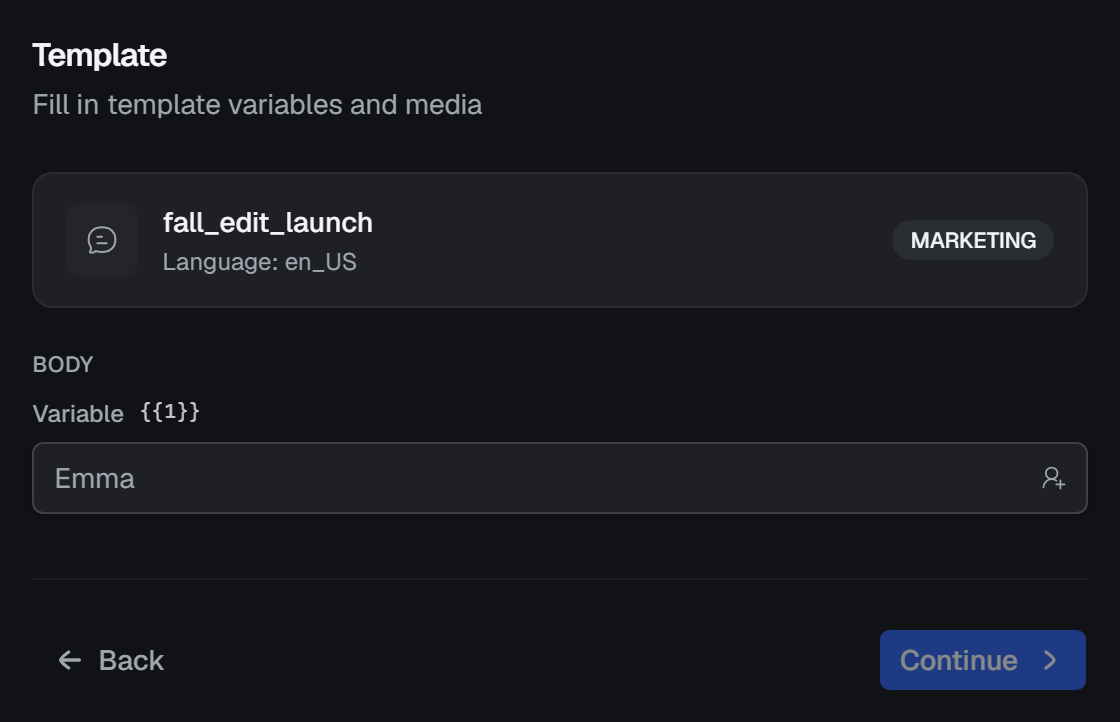 Template
Fill in template variables and media
fall_edit_launch
Language: en_US
MARKETING
BODY
Variable {{1}}
Emma
Back
Continue